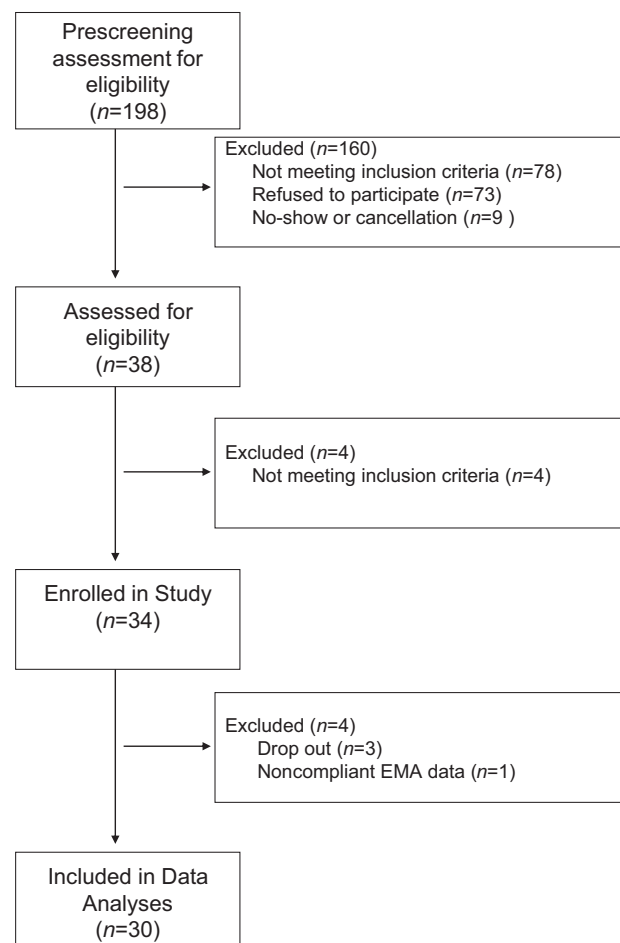 Prescreening
assessment for
eligibility
(n=198)
Excluded (n=160)
Not meeting inclusion criteria (n=78)
Refused to participate (n=73)
No-show or cancellation (n=9 )
Assessed for
eligibility
(n=38)
Excluded (n=4)
Not meeting inclusion criteria (n=4)
Enrolled in Study
(n=34)
Excluded (n=4)
Drop out (n=3)
Noncompliant EMA data (n=1)
Included in Data
Analyses
(n=30)